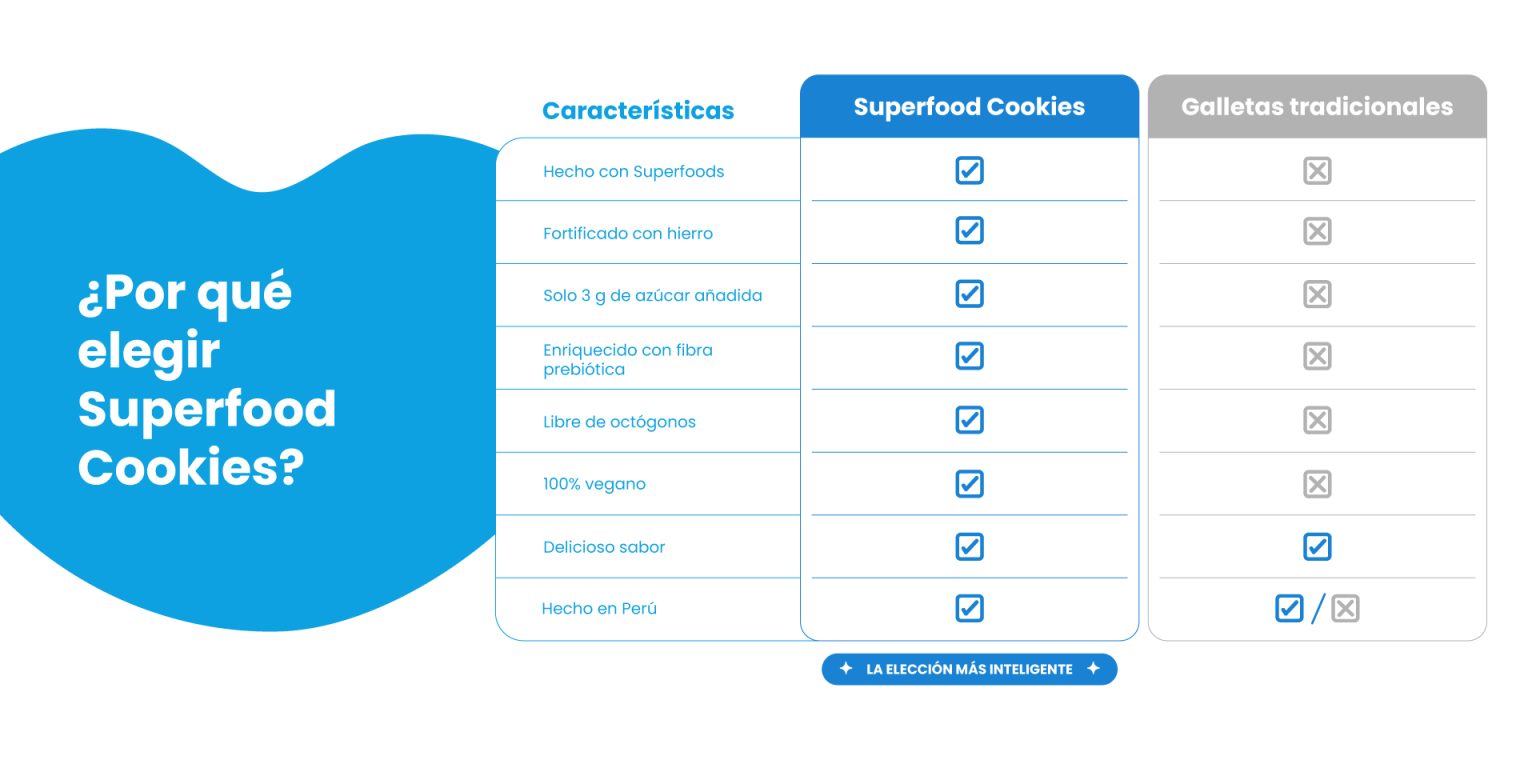 ¿Por qué
elegir
Superfood
Cookies?
Características
Superfood Cookies
Galletas tradicionales
Hecho con Superfoods
Fortificado con hierro
Solo 3 g de azúcar añadida
Enriquecido con fibra
prebiótica
Libre de octógonos
100% vegano
Delicioso sabor
Hecho en Perú
/
LA ELECCIÓN MÁS INTELIGENTE